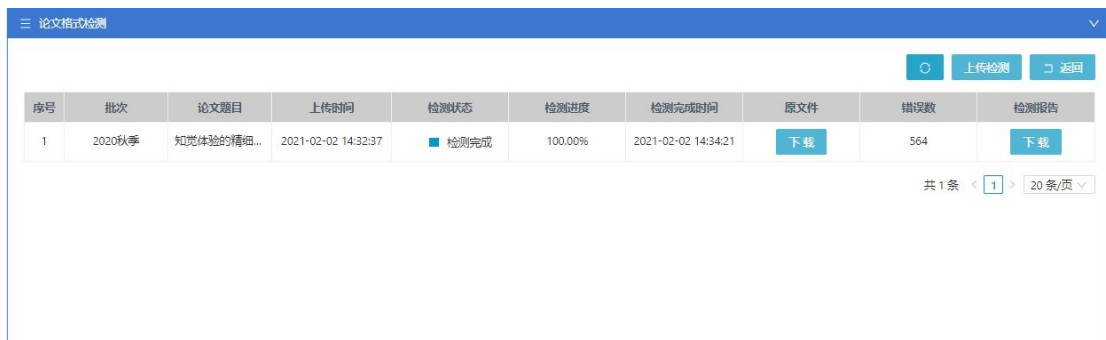 论文格式检测
上传检测 返回
序号 批次 论文题目 上传时间 检测状态 检测进度 检测完成时间 原文件 错误数 检测报告
1 2020秋季 知觉体验的精细... 2021-02-02 14:32:37 检测完成 100.00% 2021-02-02 14:34:21 下载 564 下载
共 1 条 < 1 > 20 条/页